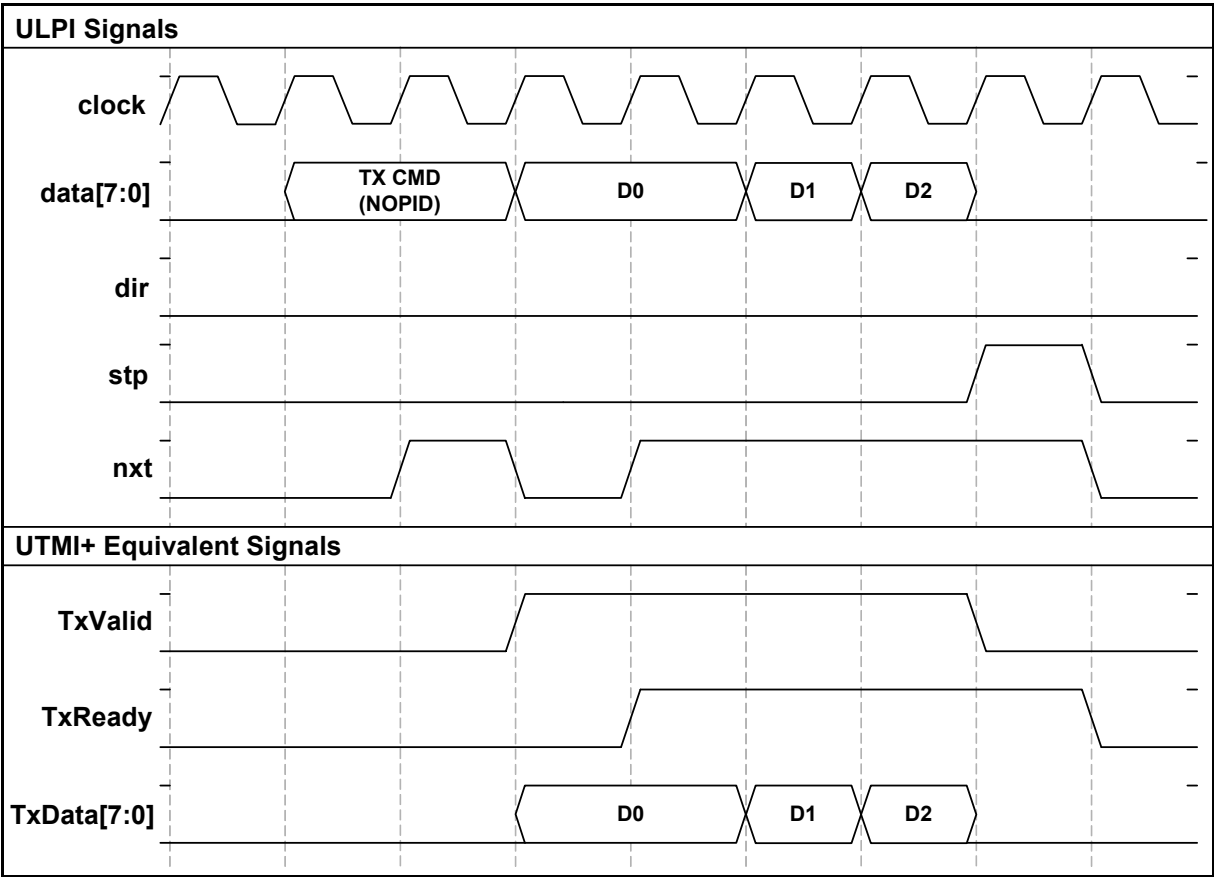 ULPI Signals
clock
data[7:0]
TX CMD
(NOPID)
D0
D1
D2
dir
stp
nxt
UTMI+ Equivalent Signals
TxValid
TxReady
TxData[7:0]
D0
D1
D2